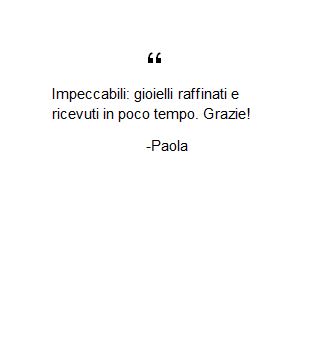 “
Impeccabili: gioielli raffinati e
ricevuti in poco tempo. Grazie!
-Paola